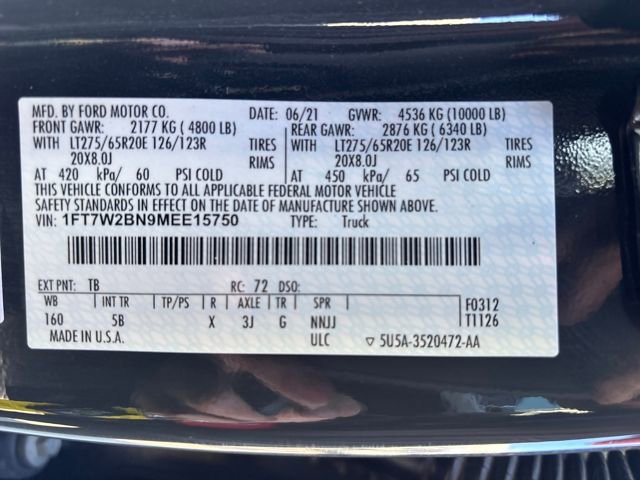 MFD. BY FORD MOTOR CO. DATE: 06/21 GVWR: 4536 KG (10000 LB)
FRONT GAWR: 2177 KG ( 4800 LB) REAR GAWR: 2876 KG ( 6340 LB)
WITH LT275/65R20E 126/123R TIRES WITH LT275/65R20E 126/123R TIRES
20X8.0J RIMS 20X8.0J RIMS
AT 420 kPa/ 60 PSI COLD AT 450 kPa/ 65 PSI COLD
THIS VEHICLE CONFORMS TO ALL APPLICABLE FEDERAL MOTOR VEHICLE
SAFETY STANDARDS IN EFFECT ON THE DATE OF MANUFACTURE SHOWN ABOVE.
VIN: 1FT7W2BN9MEE15750 TYPE: Truck
EXT PNT: TB RC: 72 DSO:
WB INT TR TP/PS R AXLE TR SPR F0312
160 5B X 3J G NNJJ T1126
MADE IN U.S.A. ULC ▽ 5U5A-3520472-AA